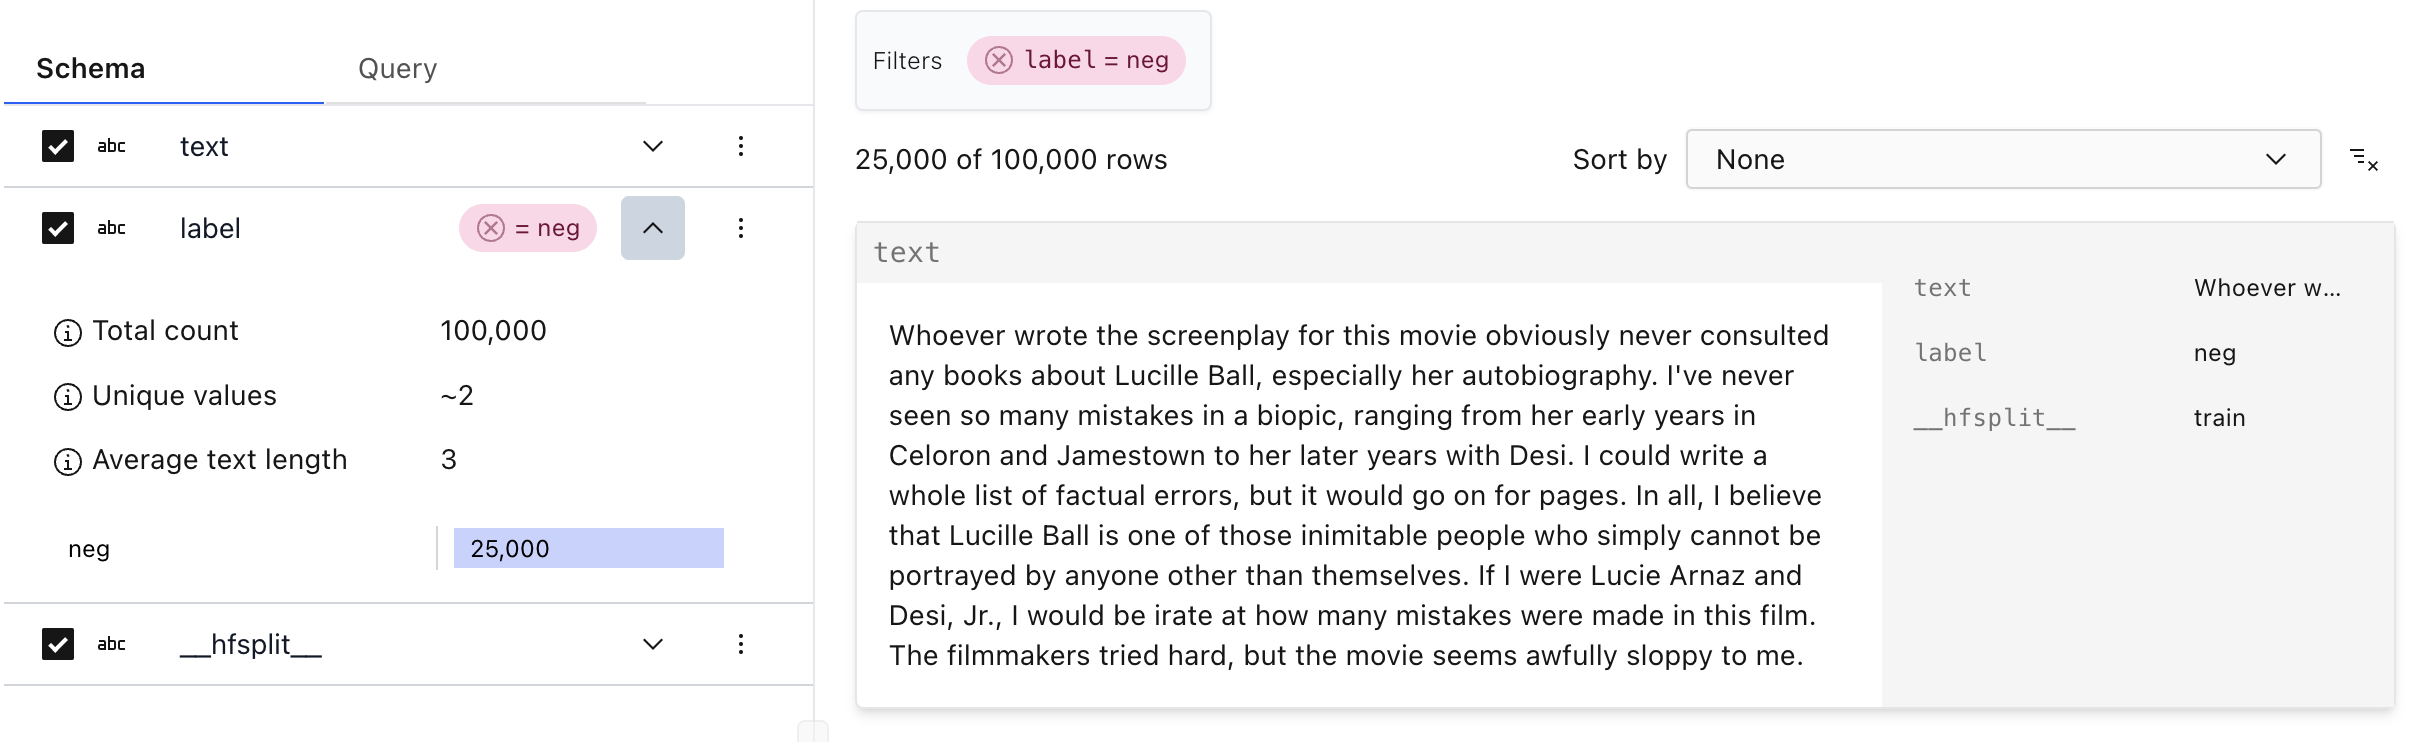 Schema
Query
abc text
abc label = neg
Total count 100,000
Unique values ~2
Average text length 3
neg 25,000
abc __hfsplit__
Filters label = neg
25,000 of 100,000 rows
Sort by None
text
Whoever wrote the screenplay for this movie obviously never consulted
any books about Lucille Ball, especially her autobiography. I've never
seen so many mistakes in a biopic, ranging from her early years in
Celoron and Jamestown to her later years with Desi. I could write a
whole list of factual errors, but it would go on for pages. In all, I believe
that Lucille Ball is one of those inimitable people who simply cannot be
portrayed by anyone other than themselves. If I were Lucie Arnaz and
Desi, Jr., I would be irate at how many mistakes were made in this film.
The filmmakers tried hard, but the movie seems awfully sloppy to me.
text Whoever w...
label neg
__hfsplit__ train